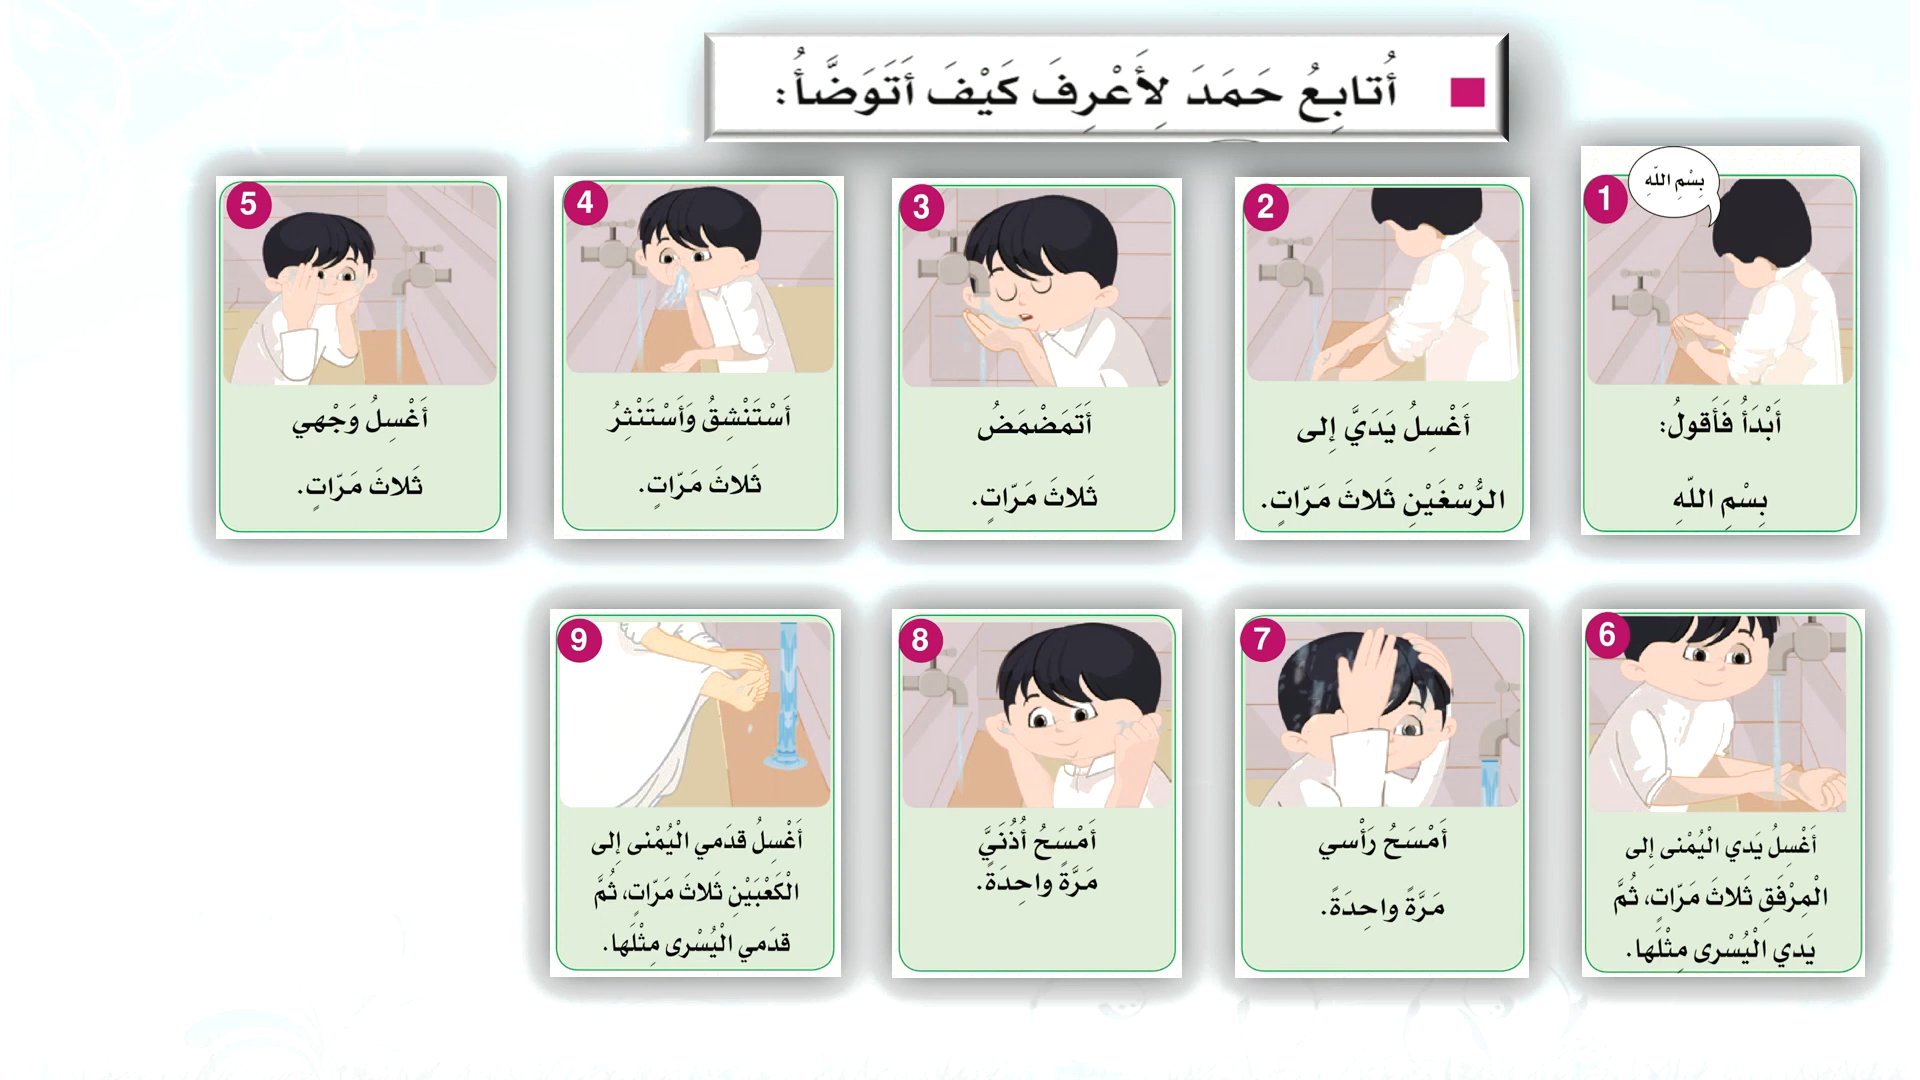 أُتابِعُ حَمَدَ لِأَعْرِفَ كَيْفَ أَتَوَضَّأُ:
1
بِسْمِ اللّهِ
أَبْدَأُ فَأَقولُ:
بِسْمِ اللّهِ
2
أَغْسِلُ يَدَيَّ إِلى
الرُّسْغَيْنِ ثَلاثَ مَرّاتٍ.
3
أَتَمَضْمَضُ
ثَلاثَ مَرّاتٍ.
4
أَسْتَنْشِقُ وَأَسْتَنْثِرُ
ثَلاثَ مَرّاتٍ.
5
أَغْسِلُ وَجْهي
ثَلاثَ مَرّاتٍ.
6
أَغْسِلُ يَدي الْيُمْنى إِلى
الْمِرْفَقِ ثَلاثَ مَرّاتٍ، ثُمَّ
يَدي الْيُسْرى مِثْلَها.
7
أَمْسَحُ رَأْسي
مَرَّةً واحِدَةً.
8
أَمْسَحُ أُذُنَيَّ
مَرَّةً واحِدَةً.
9
أَغْسِلُ قدَمي الْيُمْنى إِلى
الْكَعْبَيْنِ ثَلاثَ مَرّاتٍ، ثُمَّ
قدَمي الْيُسْرى مِثْلَها.